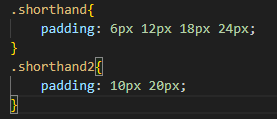 .shorthand{
    padding: 6px 12px 18px 24px;
}
.shorthand2{
    padding: 10px 20px;
}